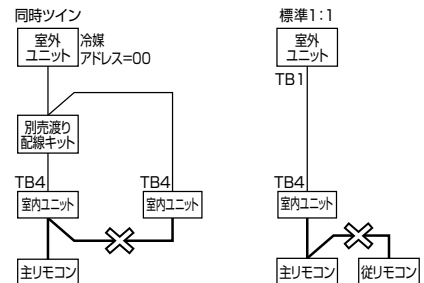 同時ツイン
室外
ユニット
冷媒
アドレス=00
別売渡り
配線キット
TB4
TB4
室内ユニット
室内ユニット
主リモコン
標準1:1
室外
ユニット
TB1
TB4
室内ユニット
主リモコン
従リモコン